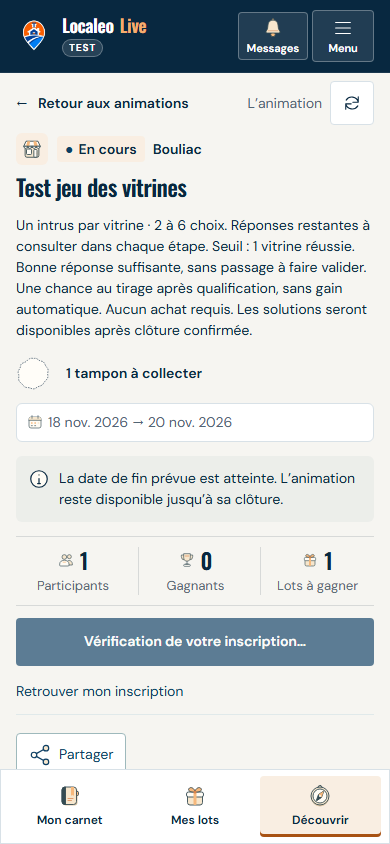 Localeo Live
TEST
Messages
Menu
← Retour aux animations
L’animation
En cours
Bouliac
Test jeu des vitrines
Un intrus par vitrine · 2 à 6 choix. Réponses restantes à
consulter dans chaque étape. Seuil : 1 vitrine réussie.
Bonne réponse suffisante, sans passage à faire valider.
Une chance au tirage après qualification, sans gain
automatique. Aucun achat requis. Les solutions seront
disponibles après clôture confirmée.
1 tampon à collecter
18 nov. 2026 → 20 nov. 2026
La date de fin prévue est atteinte. L’animation
reste disponible jusqu’à sa clôture.
1
Participants
0
Gagnants
1
Lots à gagner
Vérification de votre inscription…
Retrouver mon inscription
Partager
Mon carnet
Mes lots
Découvrir